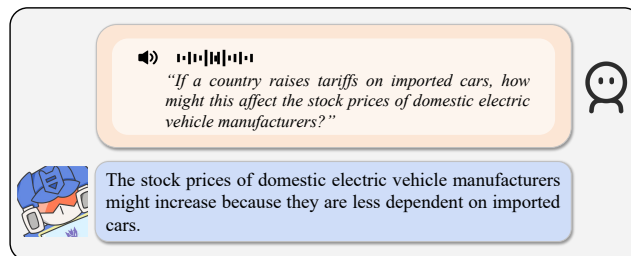 “If a country raises tariffs on imported cars, how
might this affect the stock prices of domestic electric
vehicle manufacturers?”
The stock prices of domestic electric vehicle manufacturers
might increase because they are less dependent on imported
cars.